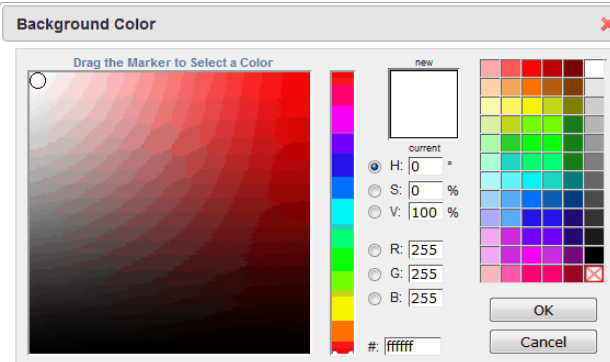 Background Color
Drag the Marker to Select a Color
new
current
H: 0 °
S: 0 %
V: 100 %
R: 255
G: 255
B: 255
#: ffffff
OK
Cancel